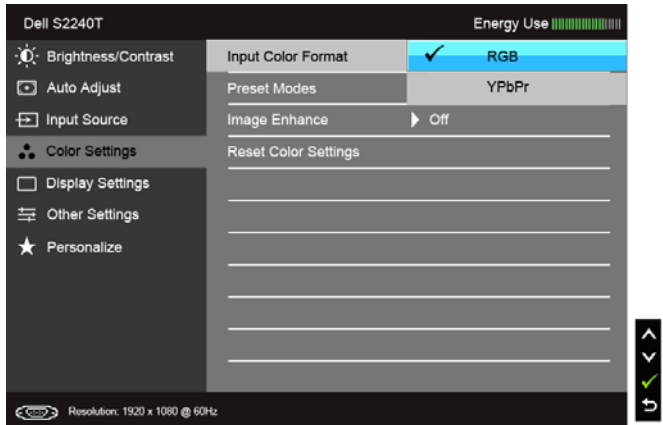 Dell S2240T
Energy Use
Brightness/Contrast
Auto Adjust
Input Source
Color Settings
Display Settings
Other Settings
Personalize
Input Color Format
RGB
Preset Modes
YPbPr
Image Enhance
Off
Reset Color Settings
Resolution: 1920 x 1080 @ 60Hz